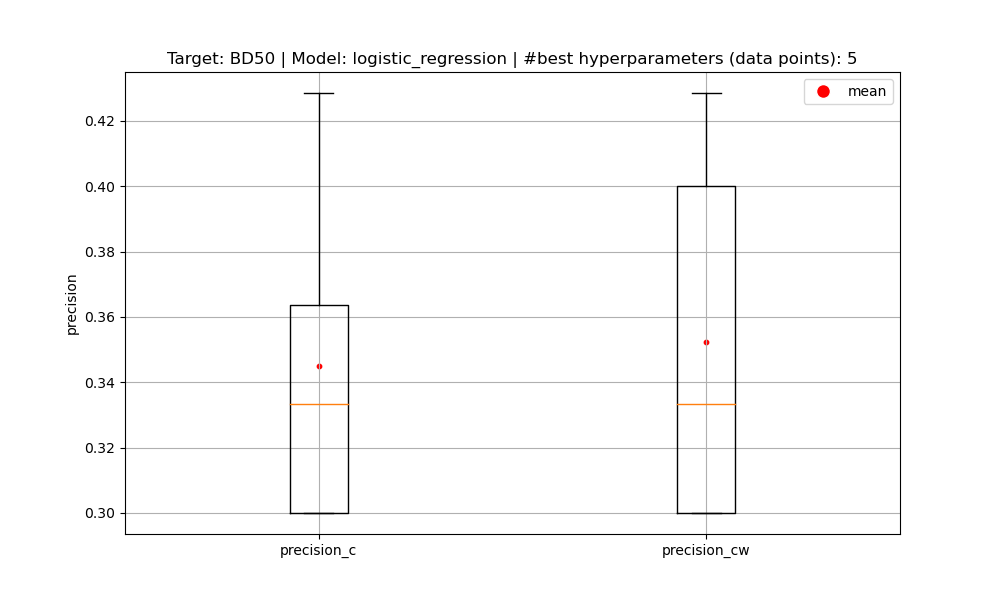 Target: BD50 | Model: logistic_regression | #best hyperparameters (data points): 5
mean
0.42
0.40
0.38
0.36
0.34
0.32
0.30
precision
precision_c
precision_cw